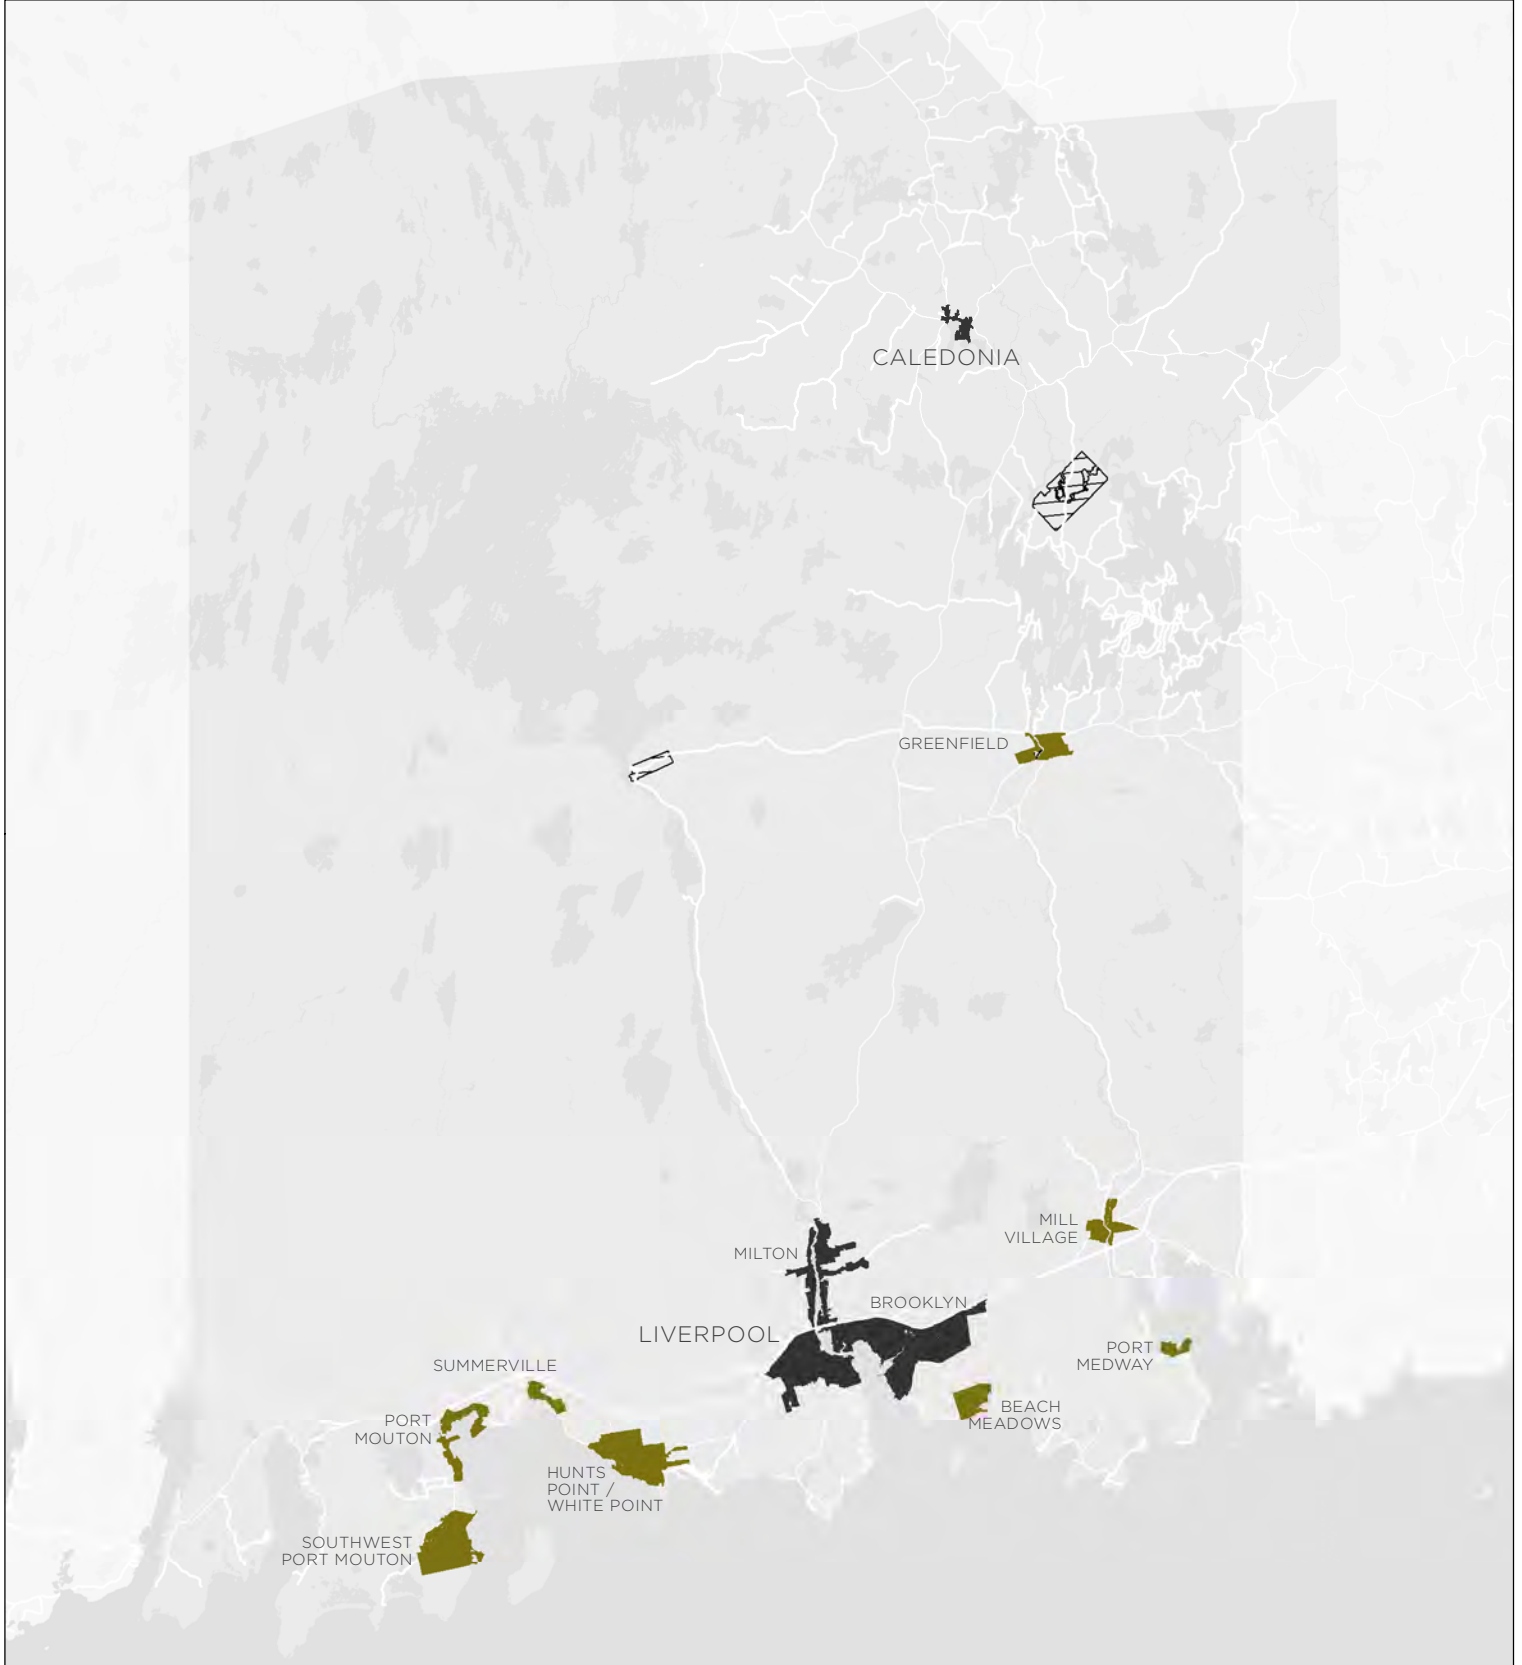 CALEDONIA
GREENFIELD
MILL
VILLAGE
MILTON
BROOKLYN
LIVERPOOL
PORT
MEDWAY
SUMMERVILLE
BEACH
MEADOWS
PORT
MOUTON
HUNTS
POINT /
WHITE POINT
SOUTHWEST
PORT MOUTON